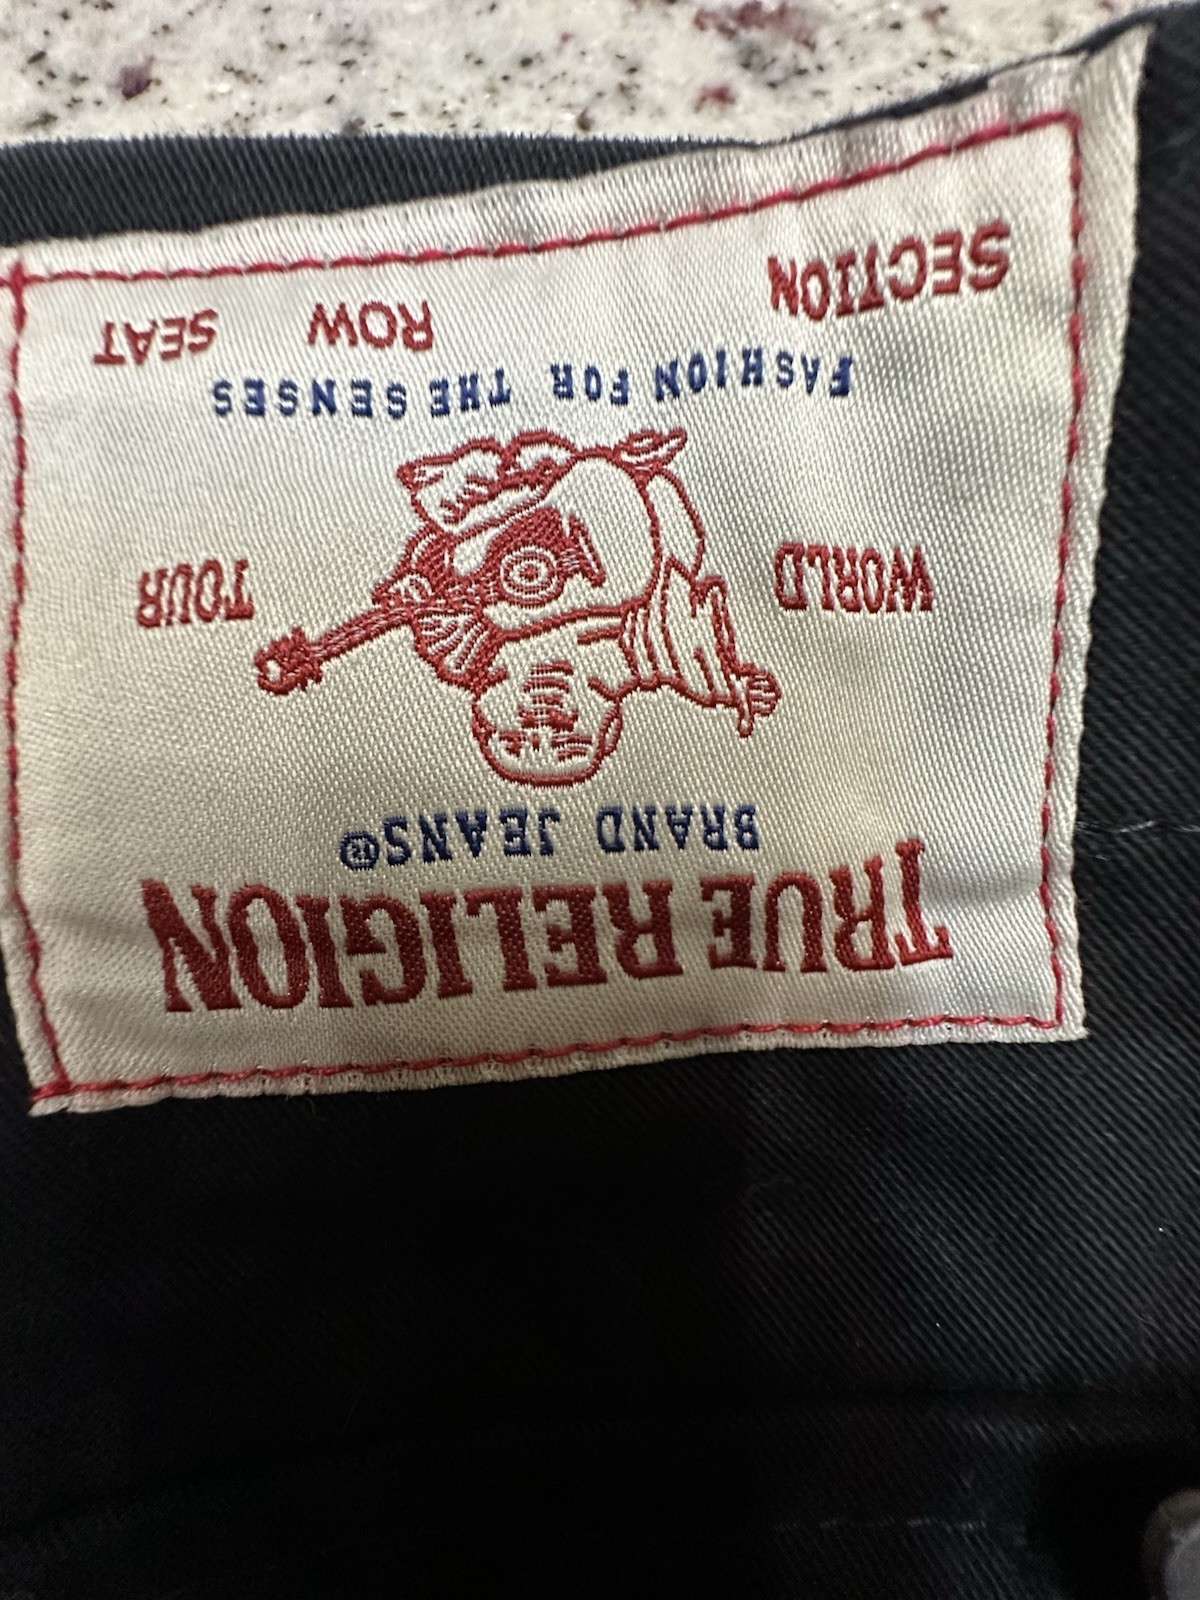 TRUE RELIGION
BRAND JEANS®
WORLD TOUR
FASHION FOR THE SENSES
SECTION ROW SEAT